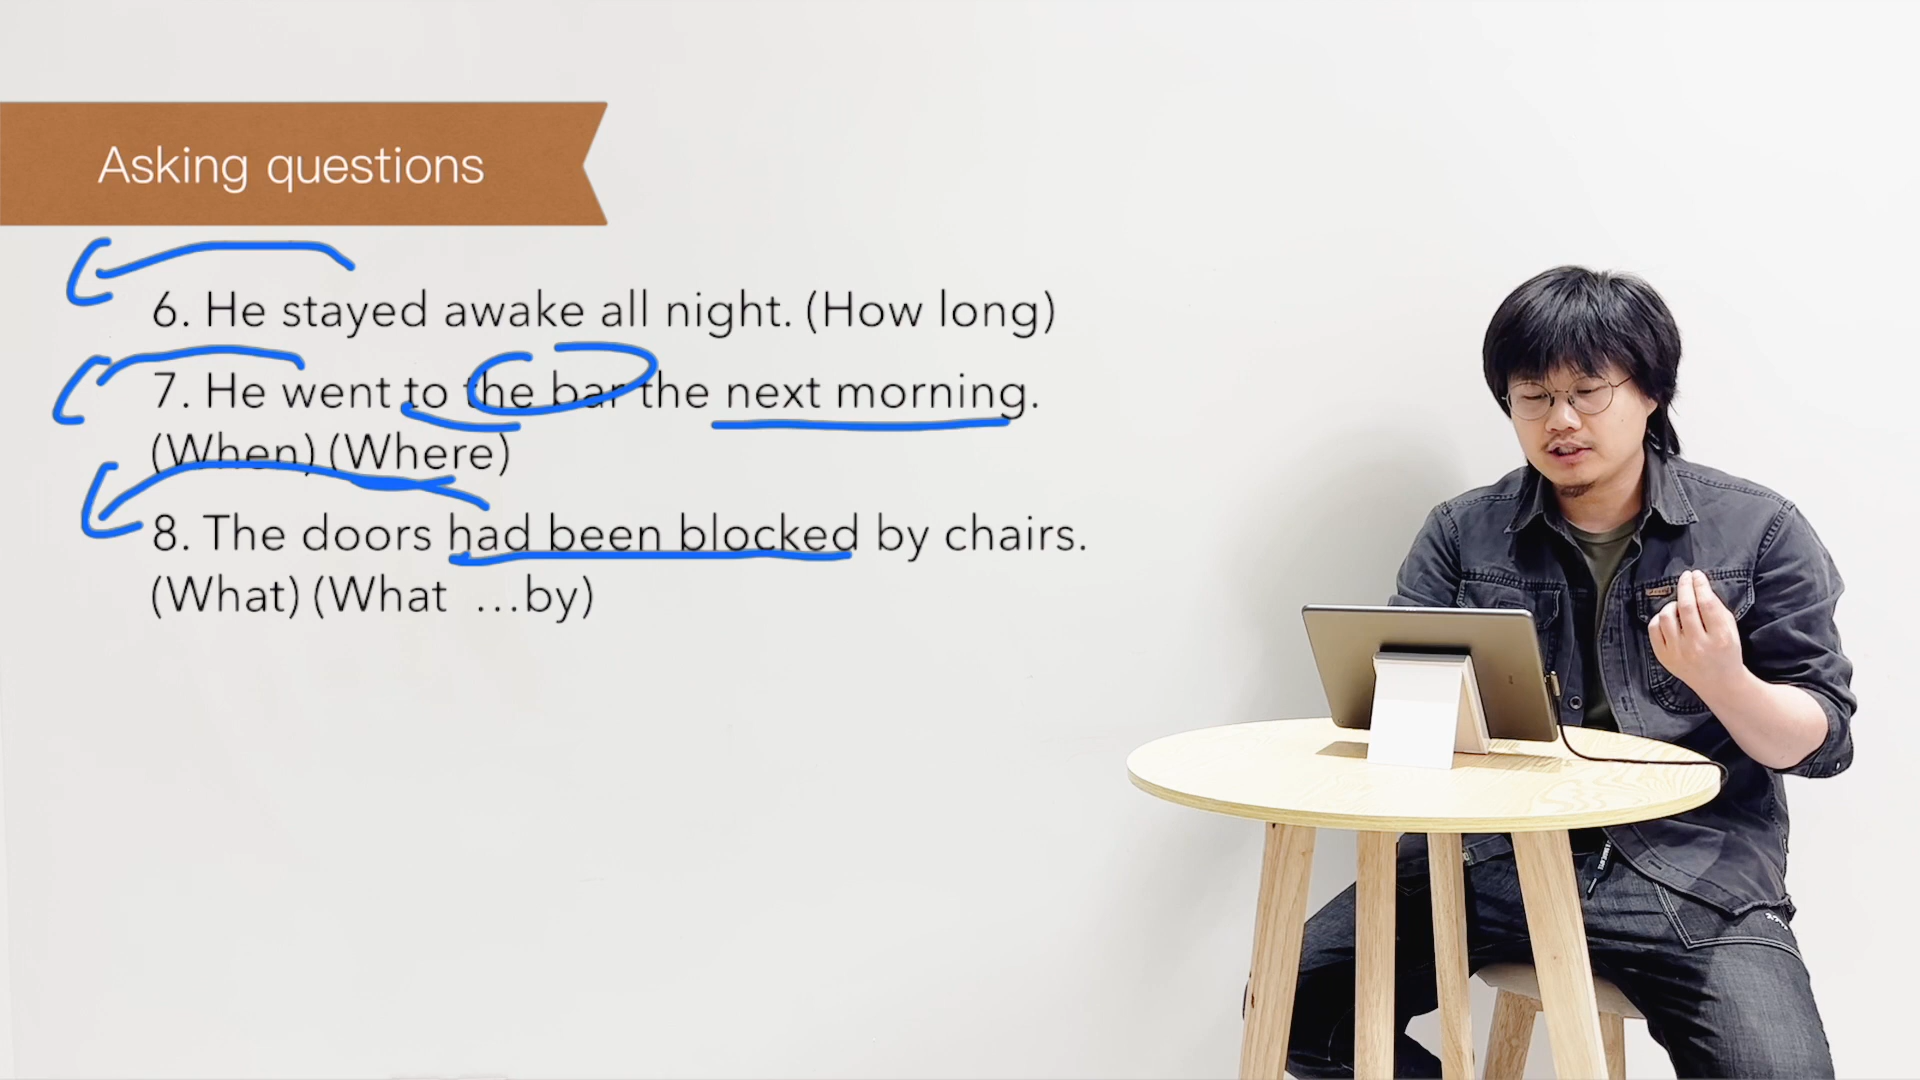 Asking questions
6. He stayed awake all night. (How long)
7. He went to the bar the next morning.
(When) (Where)
8. The doors had been blocked by chairs.
(What) (What ...by)